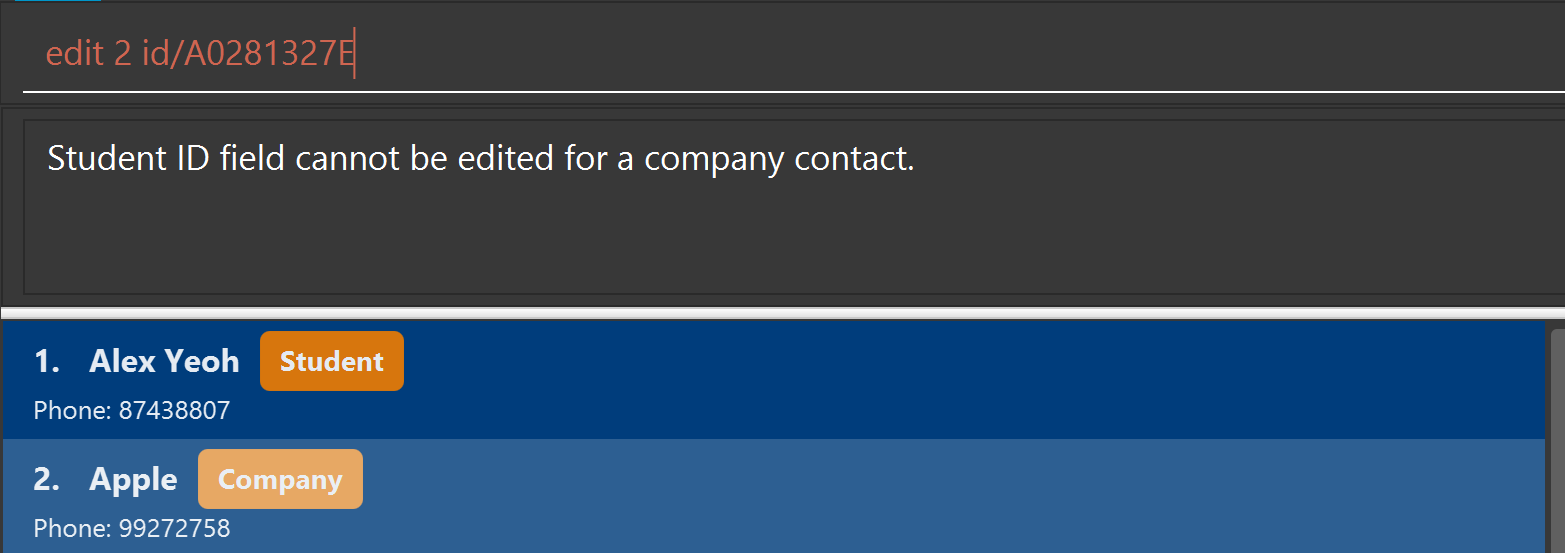 edit 2 id/A0281327E
Student ID field cannot be edited for a company contact.
1. Alex Yeoh Student
Phone: 87438807
2. Apple Company
Phone: 99272758